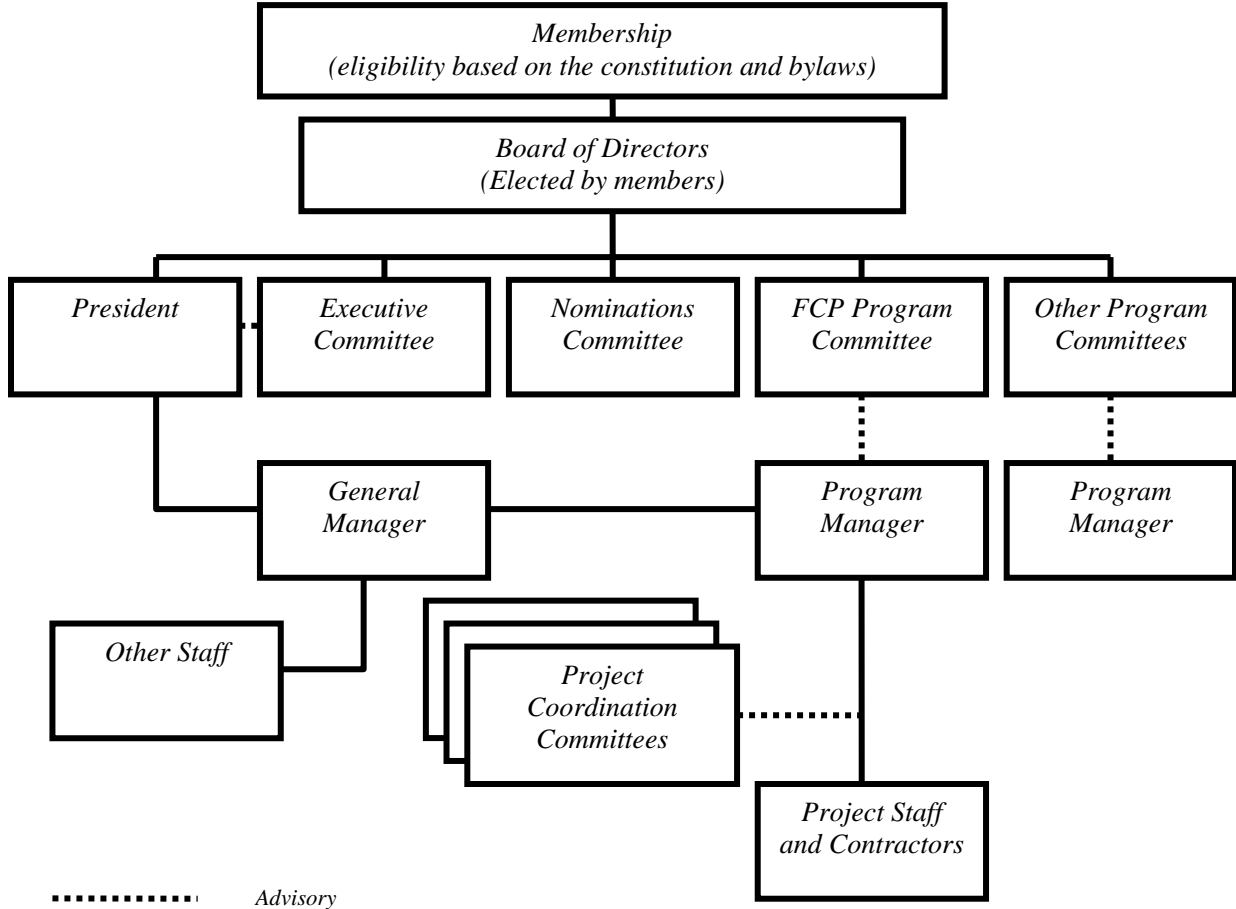 Membership
(eligibility based on the constitution and bylaws)
Board of Directors
(Elected by members)
President
Executive
Committee
Nominations
Committee
FCP Program
Committee
Other Program
Committees
General
Manager
Program
Manager
Program
Manager
Other Staff
Project
Coordination
Committees
Project Staff
and Contractors
Advisory